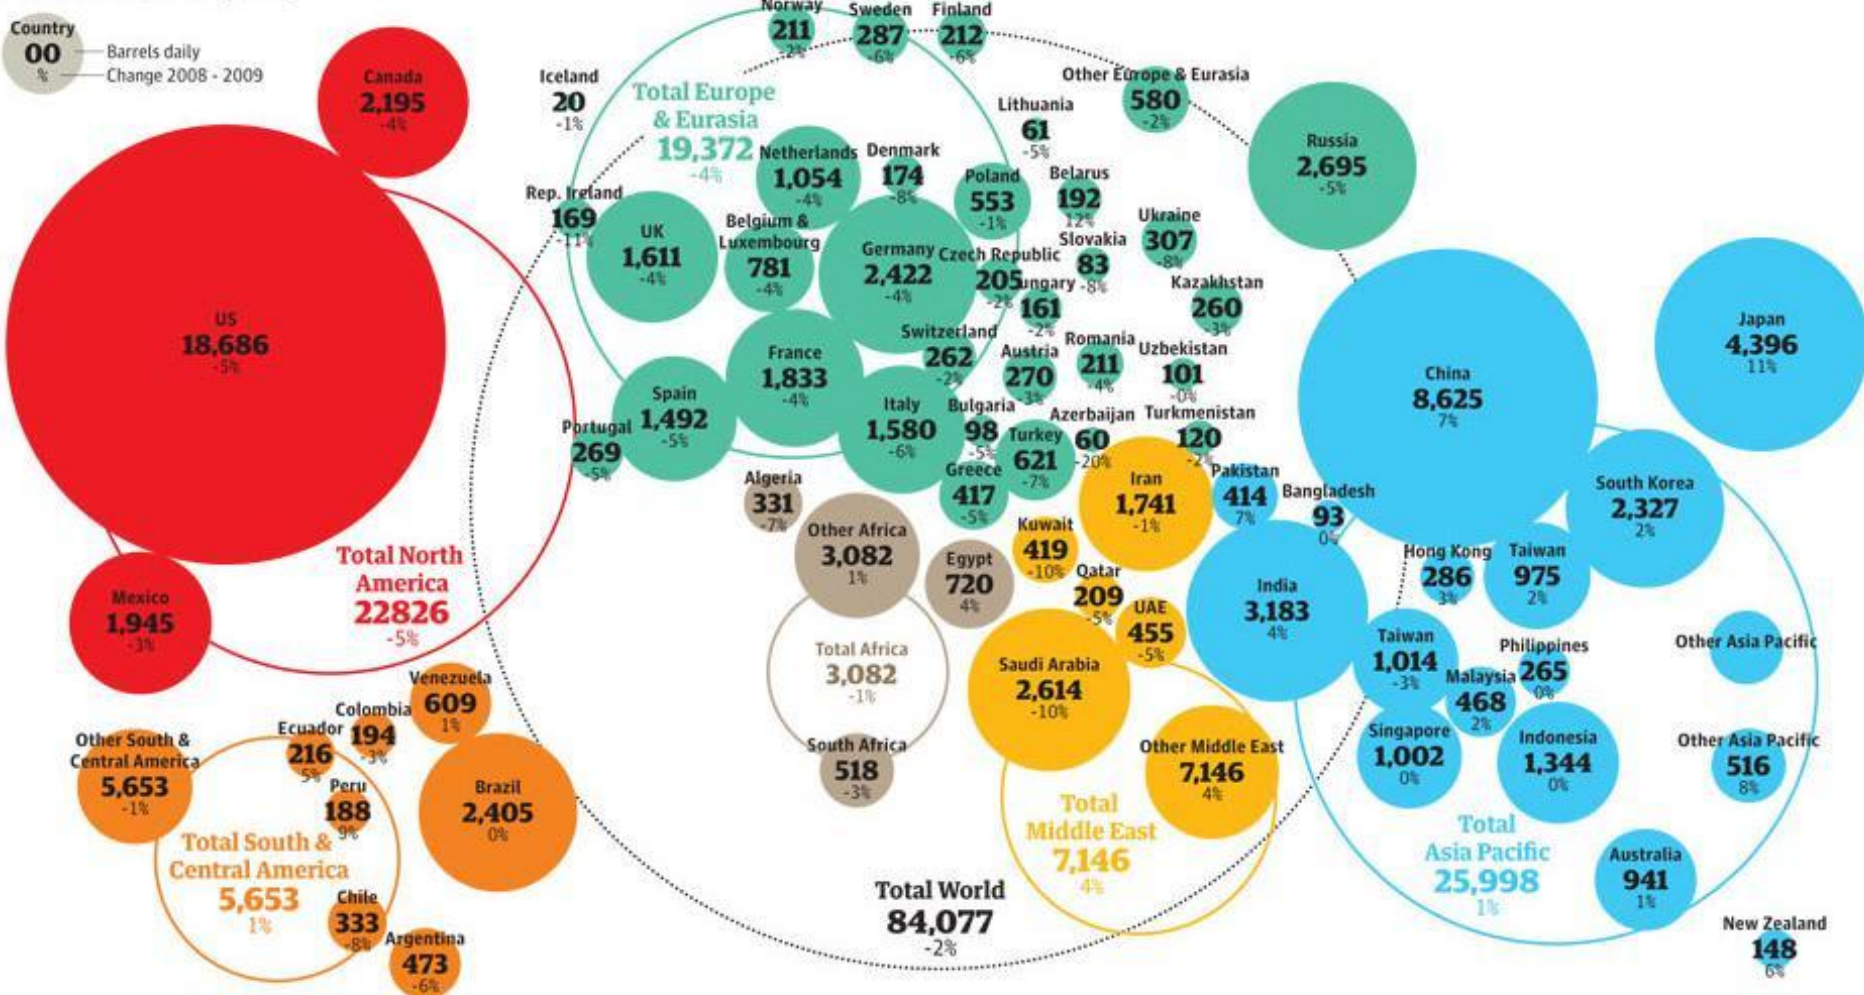 Country
00
%
Barrels daily
Change 2008 - 2009
Canada
2,195
-4%
US
18,686
-5%
Mexico
1,945
-3%
Total North
America
22826
-5%
Venezuela
609
1%
Colombia
194
-3%
Ecuador
216
5%
Other South &
Central America
5,653
-1%
Peru
188
9%
Brazil
2,405
0%
Total South &
Central America
5,653
1%
Chile
333
-8%
Argentina
473
-6%
Norway
211
-2%
Sweden
287
-6%
Finland
212
-6%
Iceland
20
-1%
Total Europe
& Eurasia
19,372
-4%
Other Europe & Eurasia
580
-2%
Lithuania
61
-5%
Russia
2,695
-5%
Netherlands
1,054
-4%
Denmark
174
-8%
Poland
553
-1%
Belarus
192
12%
Rep. Ireland
169
-11%
UK
1,611
-4%
Belgium &
Luxembourg
781
-4%
Germany
2,422
-4%
Czech Republic
205
-2%
Slovakia
83
-8%
Ukraine
307
-8%
ungary
161
-2%
Kazakhstan
260
-3%
Switzerland
262
-2%
Austria
270
-3%
Romania
211
-4%
Uzbekistan
101
-0%
France
1,833
-4%
Spain
1,492
-5%
Portugal
269
-5%
Italy
1,580
-6%
Bulgaria
98
-5%
Turkey
621
-7%
Azerbaijan
60
-20%
Turkmenistan
120
-2%
Greece
417
-5%
Algeria
331
-7%
Other Africa
3,082
1%
Egypt
720
4%
Total Africa
3,082
-1%
South Africa
518
-3%
Iran
1,741
-1%
Kuwait
419
-10%
Qatar
209
-5%
UAE
455
-5%
Saudi Arabia
2,614
-10%
Other Middle East
7,146
4%
Total
Middle East
7,146
4%
Total World
84,077
-2%
Pakistan
414
7%
Bangladesh
93
0%
India
3,183
4%
China
8,625
7%
Japan
4,396
11%
South Korea
2,327
2%
Hong Kong
286
3%
Taiwan
975
2%
Taiwan
1,014
-3%
Philippines
265
0%
Malaysia
468
2%
Other Asia Pacific
Singapore
1,002
0%
Indonesia
1,344
0%
Other Asia Pacific
516
8%
Total
Asia Pacific
25,998
1%
Australia
941
1%
New Zealand
148
6%